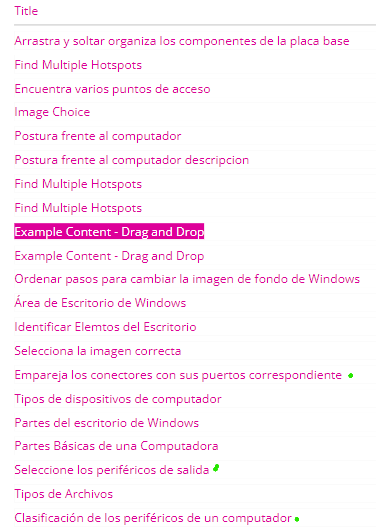 Title
Arrastra y soltar organiza los componentes de la placa base
Find Multiple Hotspots
Encuentra varios puntos de acceso
Image Choice
Postura frente al computador
Postura frente al computador descripcion
Find Multiple Hotspots
Find Multiple Hotspots
Example Content - Drag and Drop
Example Content - Drag and Drop
Ordenar pasos para cambiar la imagen de fondo de Windows
Área de Escritorio de Windows
Identificar Elemtos del Escritorio
Selecciona la imagen correcta
Empareja los conectores con sus puertos correspondiente
Tipos de dispositivos de computador
Partes del escritorio de Windows
Partes Básicas de una Computadora
Seleccione los periféricos de salida
Tipos de Archivos
Clasificación de los periféricos de un computador